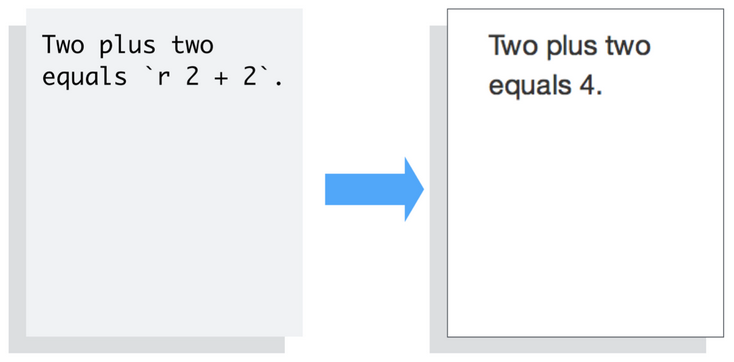 Two plus two
equals `r 2 + 2`.
Two plus two
equals 4.